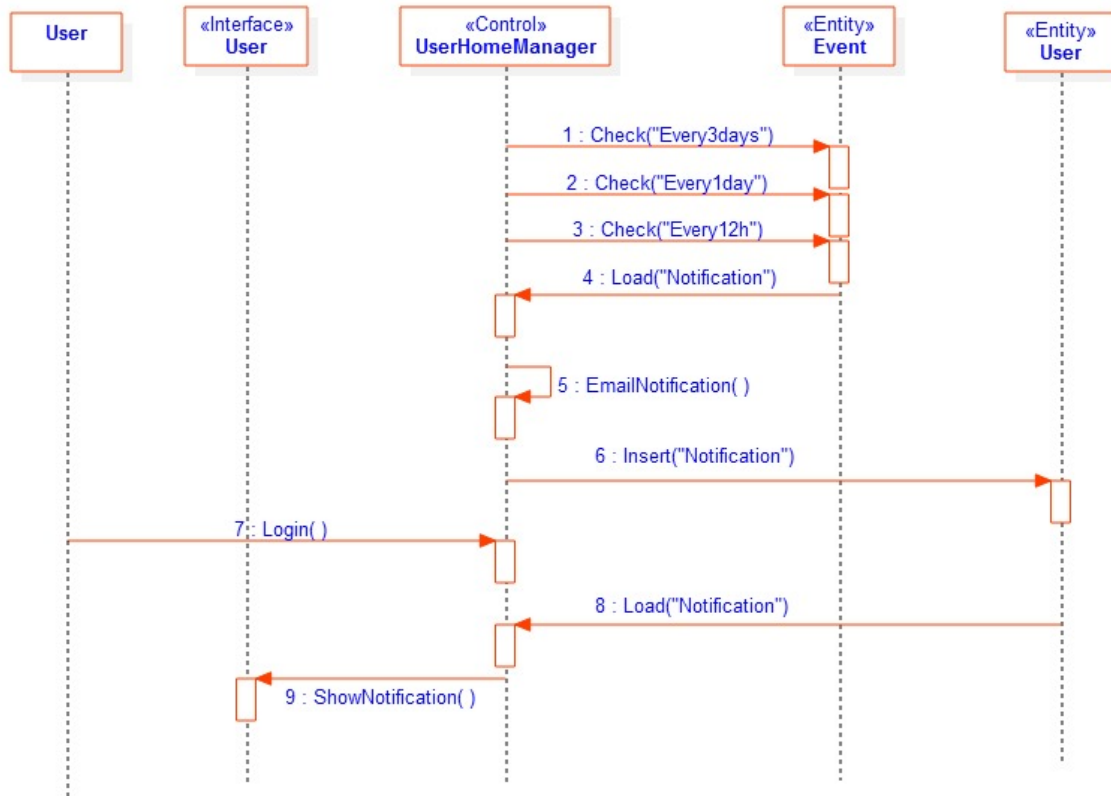 User
«Interface»
User
«Control»
UserHomeManager
«Entity»
Event
«Entity»
User
1 : Check("Every3days")
2 : Check("Every1day")
3 : Check("Every12h")
4 : Load("Notification")
5 : EmailNotification( )
6 : Insert("Notification")
7 : Login( )
8 : Load("Notification")
9 : ShowNotification( )